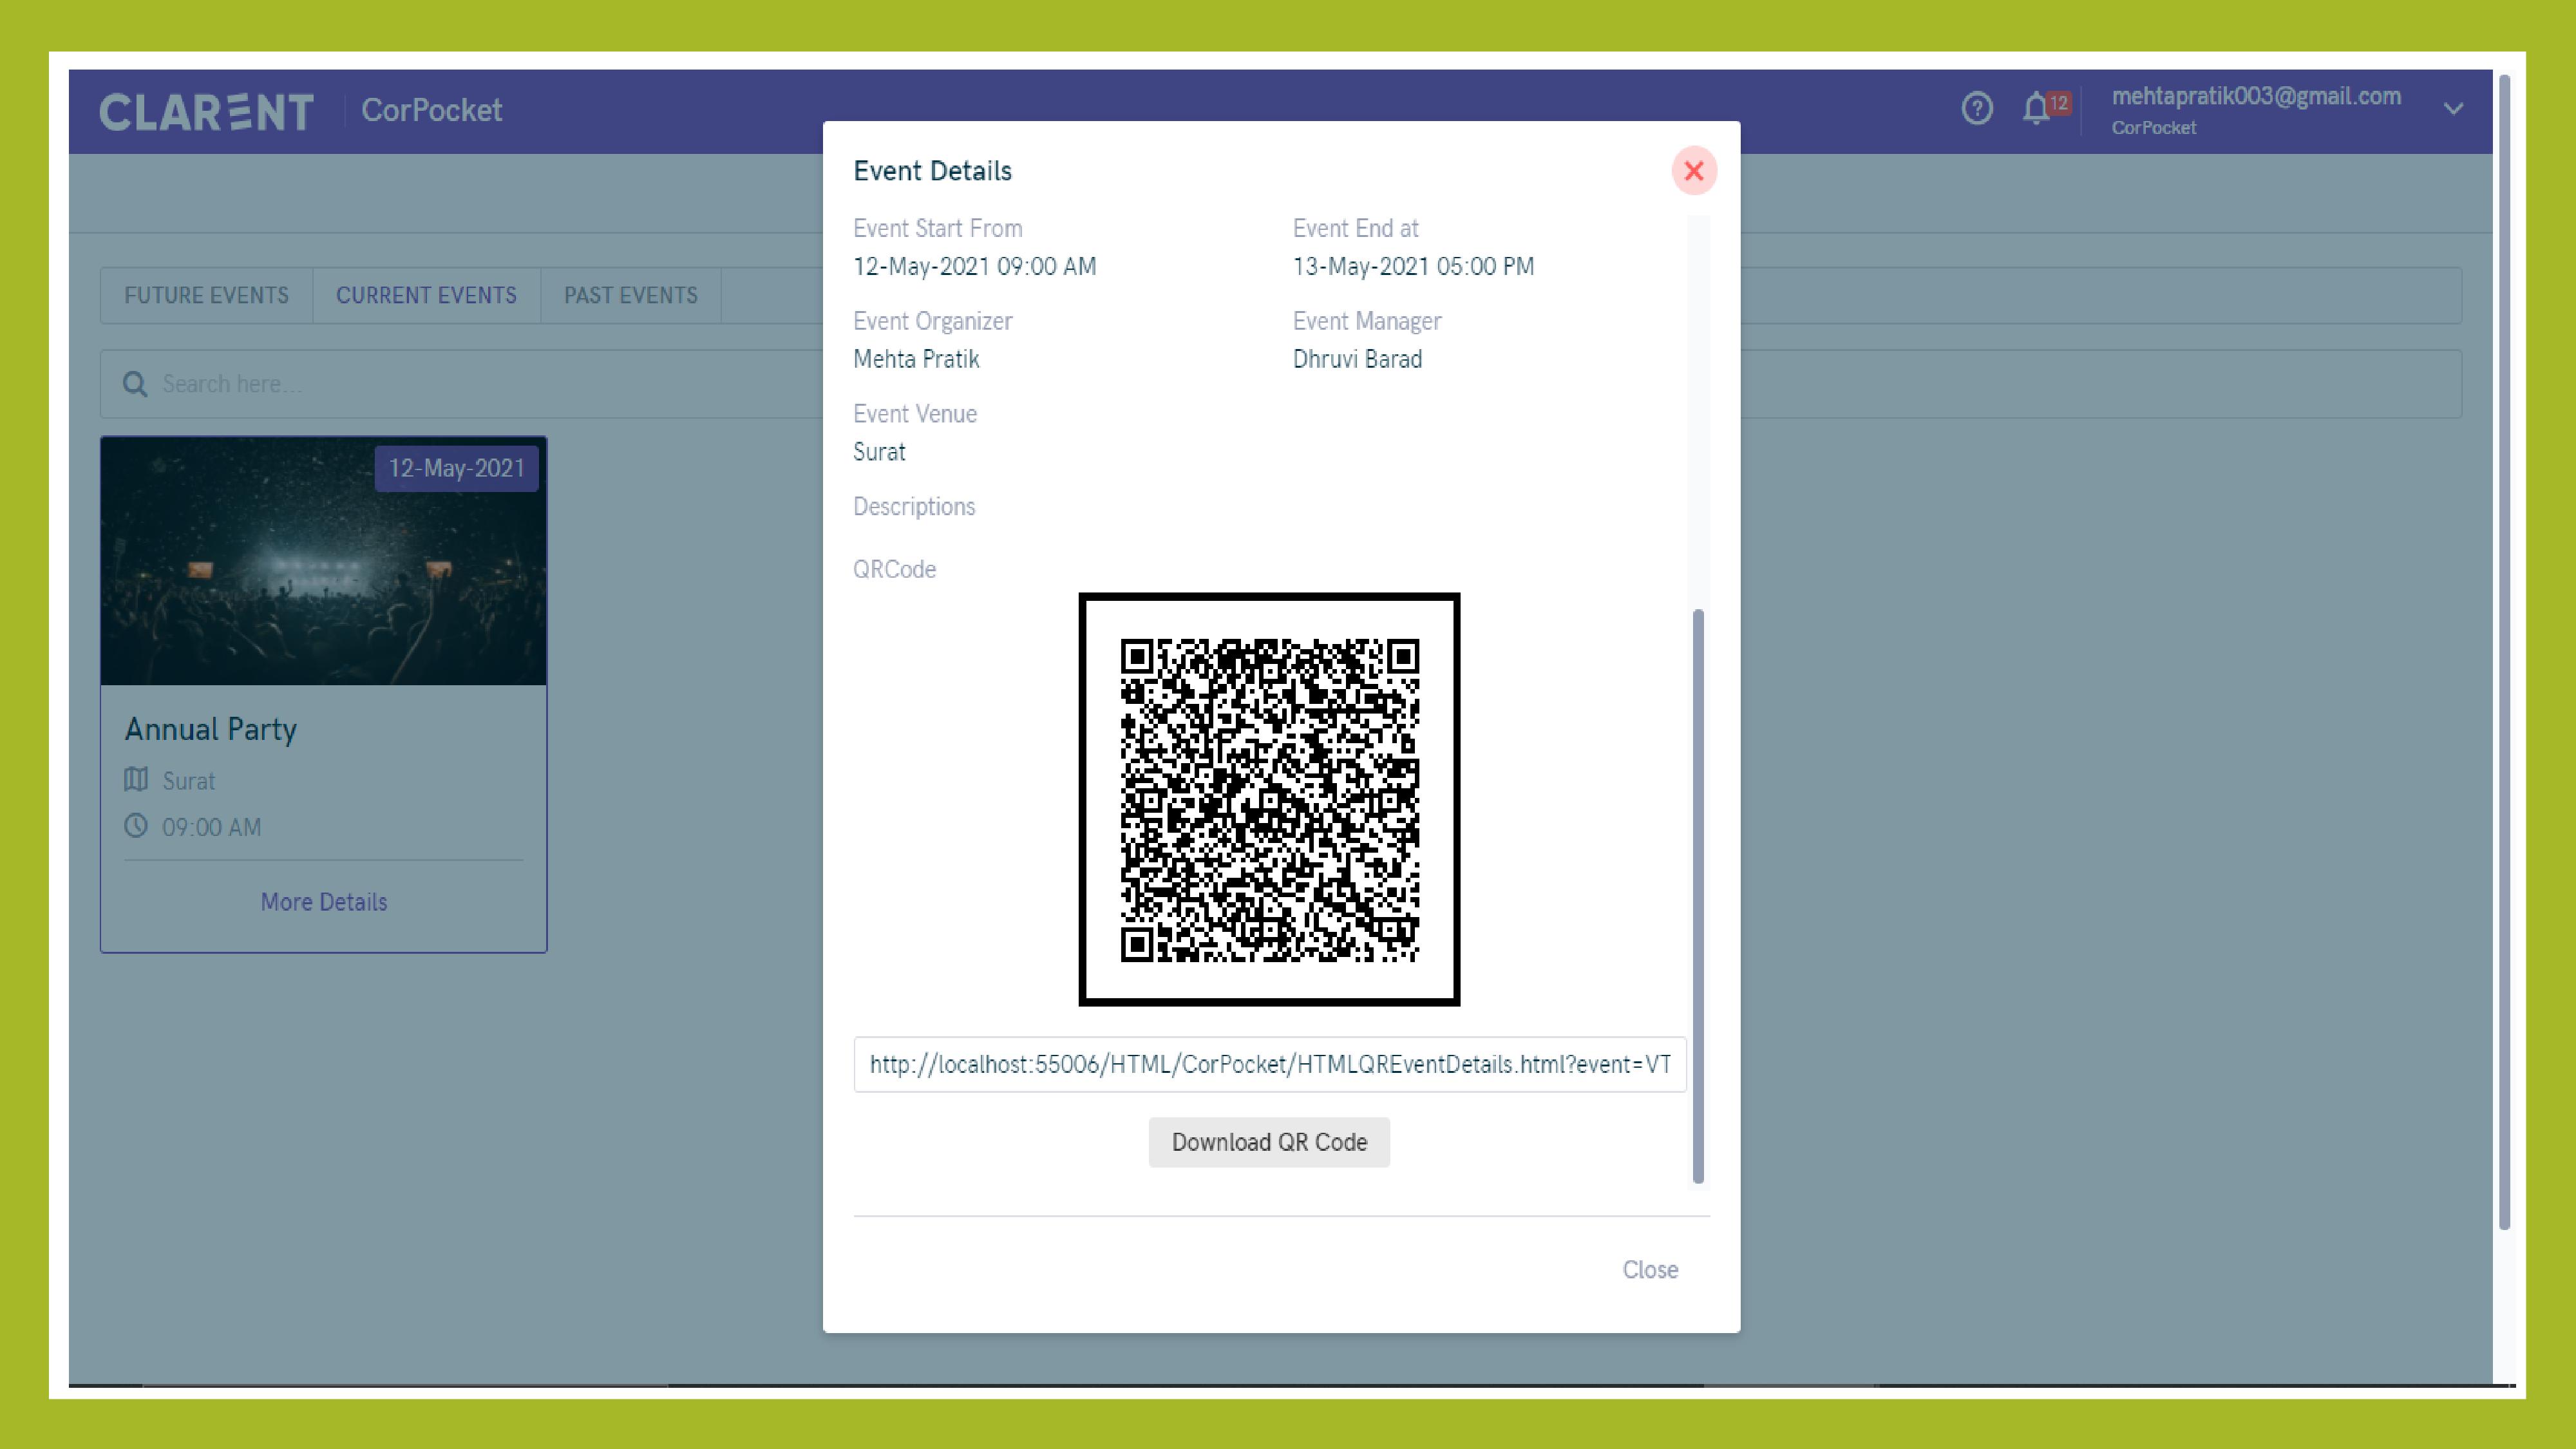 CLARENT CorPocket
12
mehtapratik003@gmail.com
CorPocket
FUTURE EVENTS CURRENT EVENTS PAST EVENTS
Search here...
12-May-2021
Annual Party
Surat
09:00 AM
More Details
Event Details
Event Start From Event End at
12-May-2021 09:00 AM 13-May-2021 05:00 PM
Event Organizer Event Manager
Mehta Pratik Dhruvi Barad
Event Venue
Surat
Descriptions
QRCode
http://localhost:55006/HTML/CorPocket/HTMLQREventDetails.html?event=VT
Download QR Code
Close